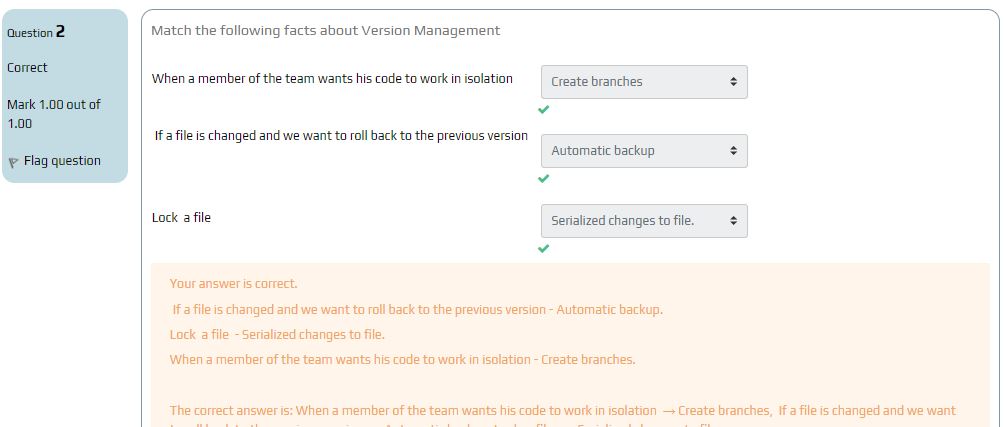 Question 2
Correct
Mark 1.00 out of
1.00
Flag question
Match the following facts about Version Management
When a member of the team wants his code to work in isolation
Create branches
If a file is changed and we want to roll back to the previous version
Automatic backup
Lock a file
Serialized changes to file.
Your answer is correct.
If a file is changed and we want to roll back to the previous version - Automatic backup.
Lock a file - Serialized changes to file.
When a member of the team wants his code to work in isolation - Create branches.
The correct answer is: When a member of the team wants his code to work in isolation → Create branches, If a file is changed and we want